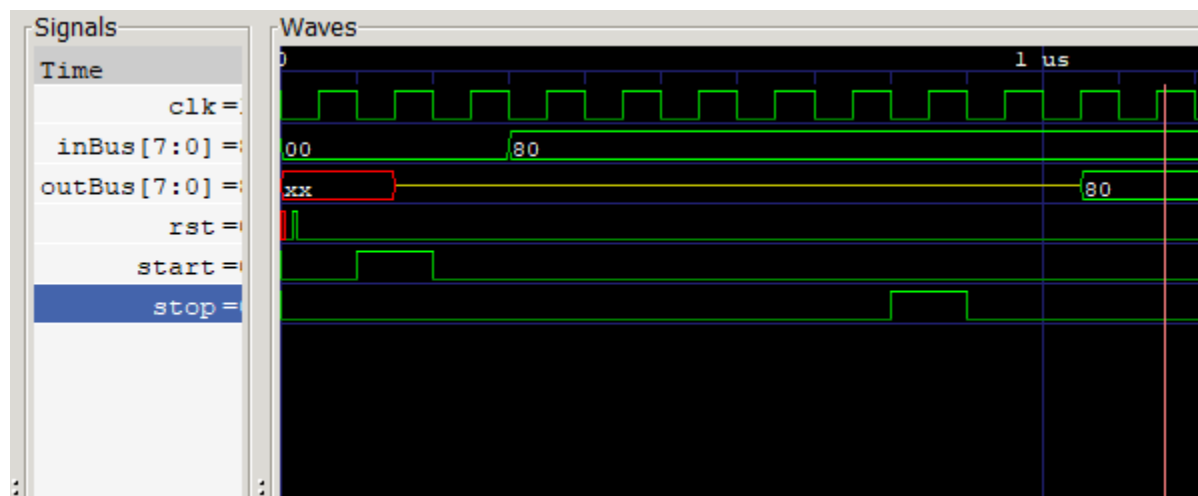 Signals
Waves
Time
1 us
clk=
inBus[7:0]=
00
80
outBus[7:0]=
xx
80
rst=
start=
stop=